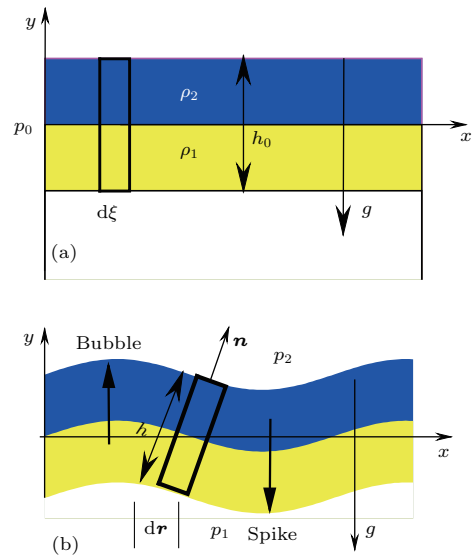 y
ρ₂
p₀
x
ρ₁
h₀
dξ
g
(a)
y
Bubble
n
p₂
h
x
g
dr
p₁
Spike
(b)